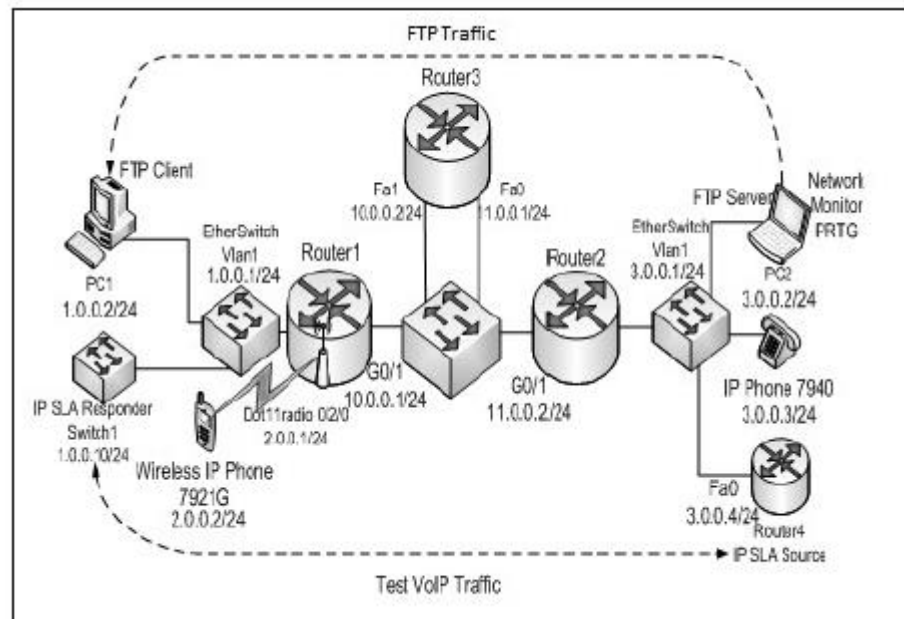 FTP Traffic
Router3
FTP Client
Fa1
10.0.0.2/24
Fa0
11.0.0.1/24
FTP Server
Network
Monitor
PRTG
EtherSwitch
Vlan1
1.0.0.1/24
Router1
Router2
EtherSwitch
Vlan1
3.0.0.1/24
PC1
1.0.0.2/24
PC2
3.0.0.2/24
IP SLA Responder
Switch1
1.0.0.10/24
G0/1
10.0.0.1/24
G0/1
11.0.0.2/24
IP Phone 7940
3.0.0.3/24
Dot11radio 0/2/0
2.0.0.1/24
Wireless IP Phone
7921G
2.0.0.2/24
Fa0
3.0.0.4/24
Router4
IP SLA Source
Test VoIP Traffic